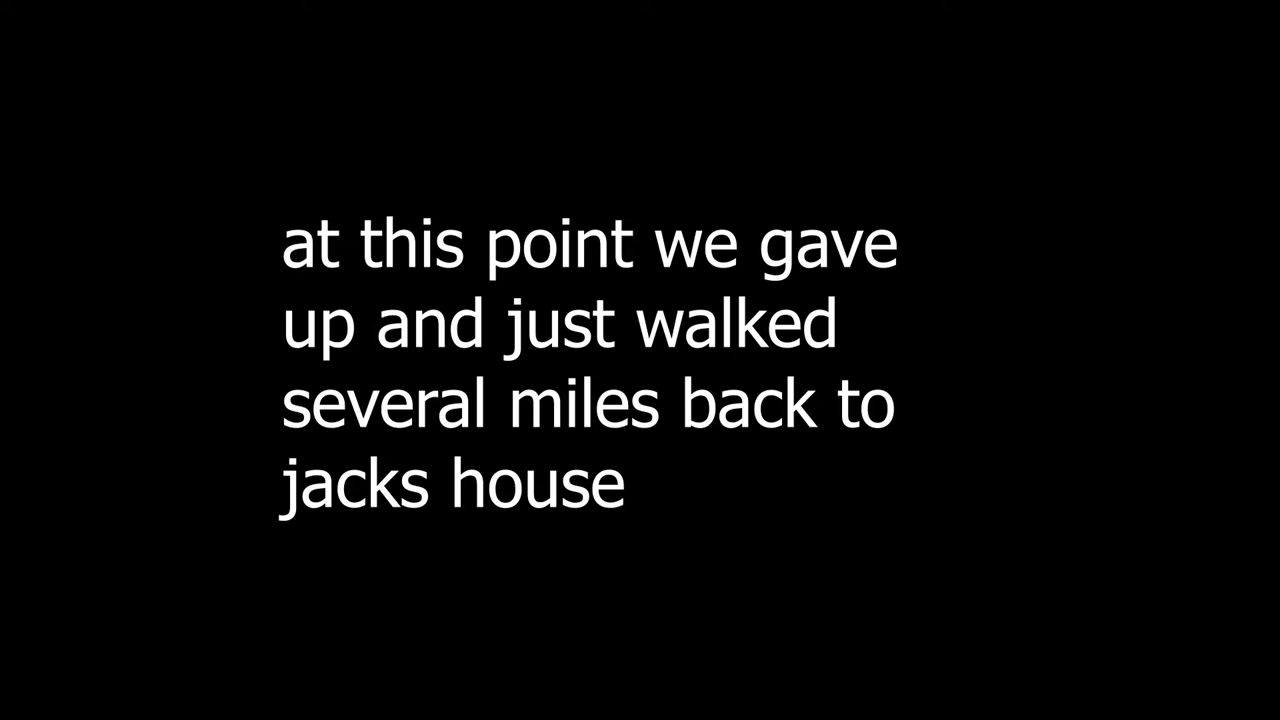 at this point we gave
up and just walked
several miles back to
jacks house